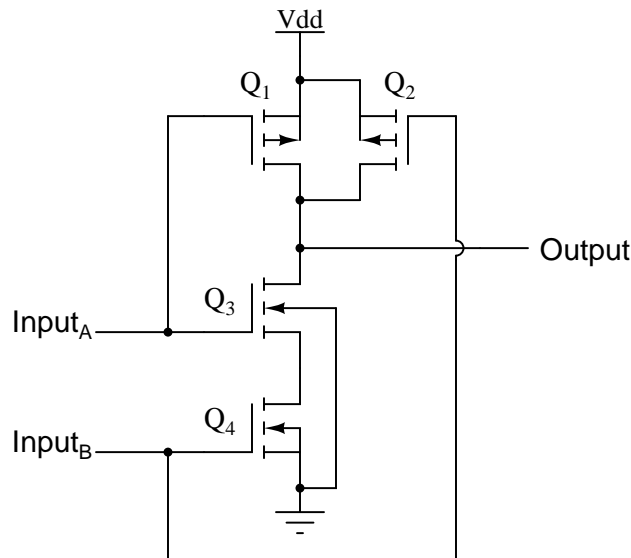 Vdd
Q1 Q2
Output
Q3
InputA
Q4
InputB